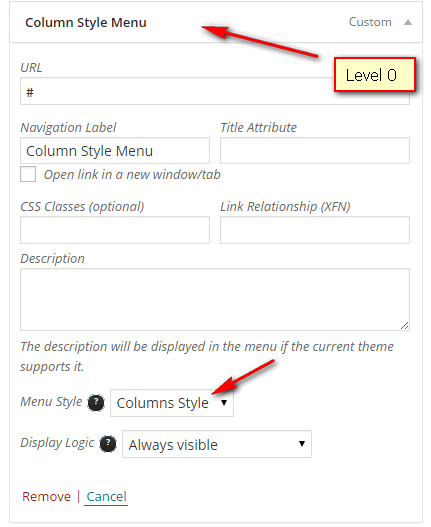 Column Style Menu Custom
Level 0
URL
#
Navigation Label Title Attribute
Column Style Menu
Open link in a new window/tab
CSS Classes (optional) Link Relationship (XFN)
Description
The description will be displayed in the menu if the current theme
supports it.
Menu Style ? Columns Style
Display Logic ? Always visible
Remove | Cancel